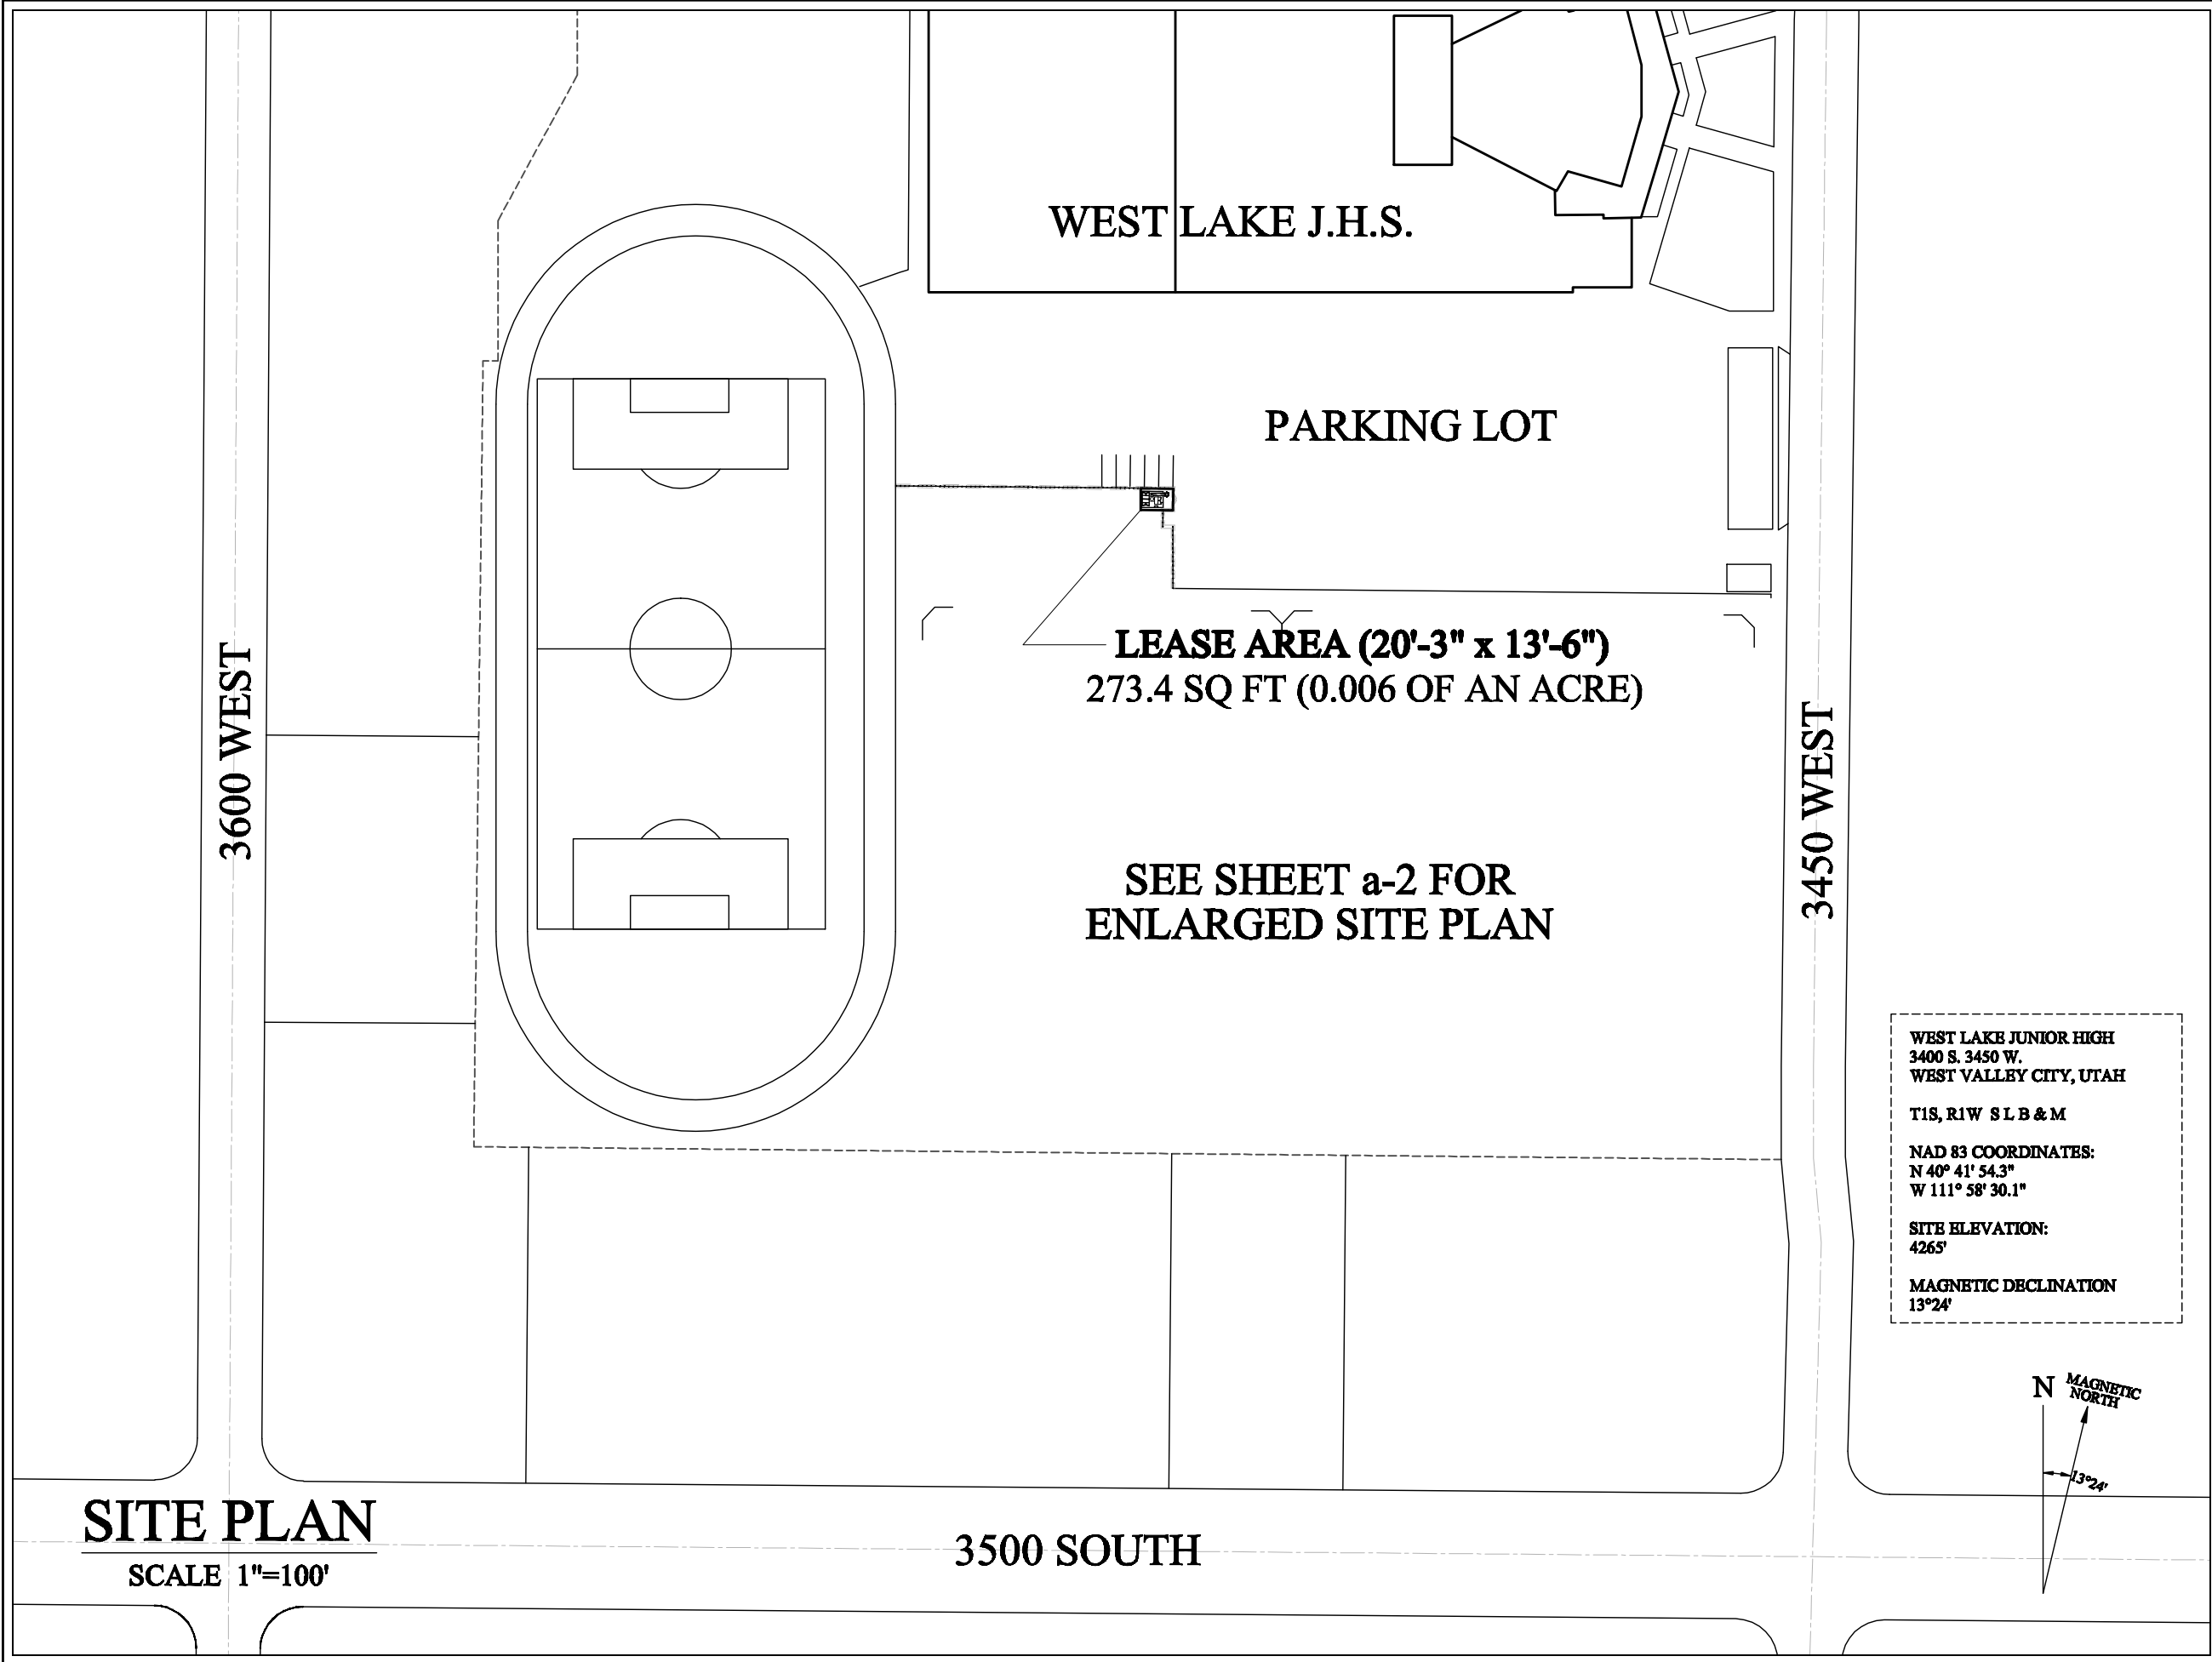 WEST LAKE J.H.S.
PARKING LOT
LEASE AREA (20'-3" x 13'-6")
273.4 SQ FT (0.006 OF AN ACRE)
3600 WEST
3450 WEST
SEE SHEET a-2 FOR
ENLARGED SITE PLAN
WEST LAKE JUNIOR HIGH
3400 S. 3450 W.
WEST VALLEY CITY, UTAH
T1S, R1W S L B & M
NAD 83 COORDINATES:
N 40° 41' 54.3"
W 111° 58' 30.1"
SITE ELEVATION:
4265'
MAGNETIC DECLINATION
13°24'
N
MAGNETIC
NORTH
13°24'
SITE PLAN
SCALE 1"=100'
3500 SOUTH